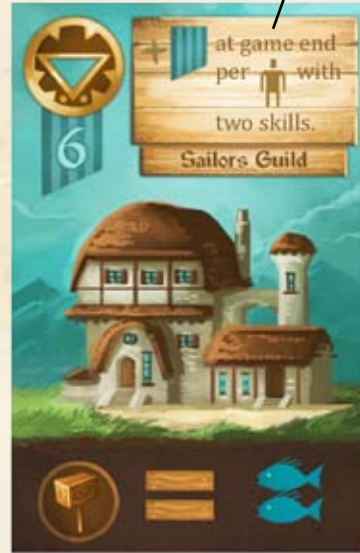 + at game end
per with
two skills.
Sailors Guild
6